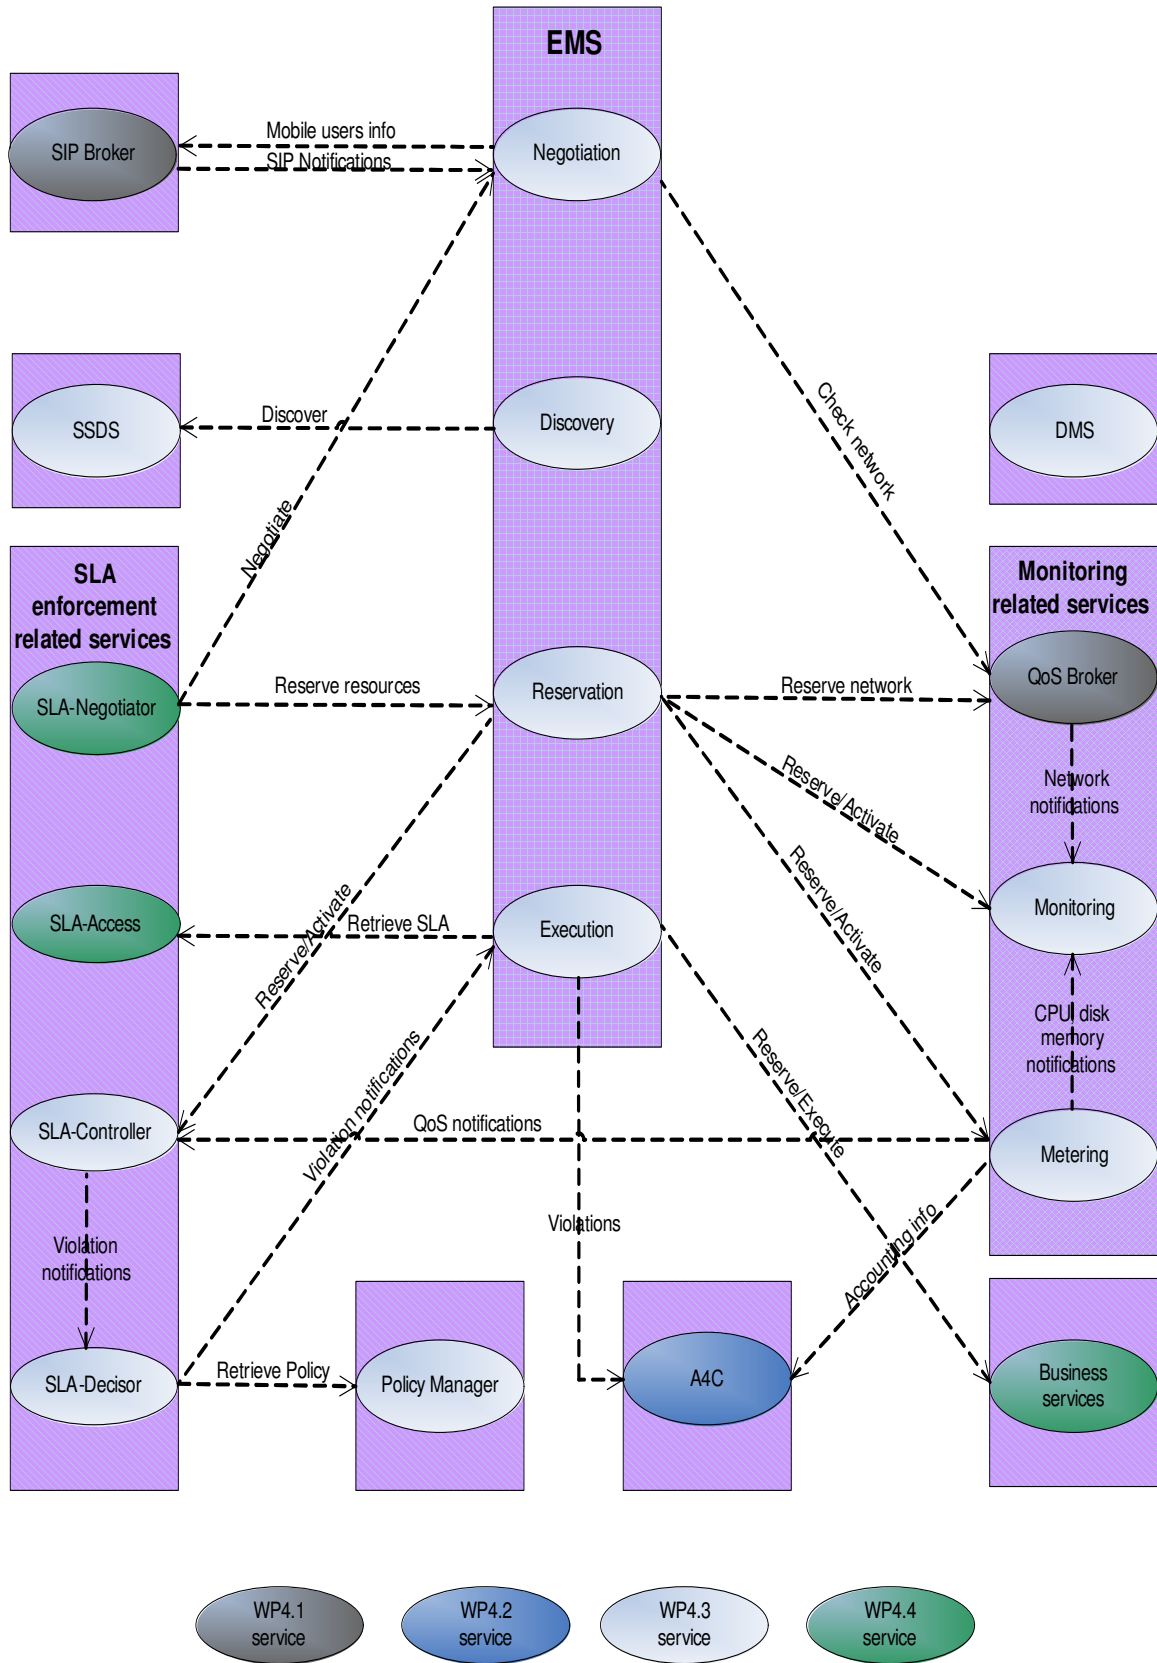 EMS
SIP Broker
Mobile users info
SIP Notifications
Negotiation
SSDS
Discover
Discovery
Check network
DMS
Negotiate
SLA
enforcement
related services
Monitoring
related services
SLA-Negotiator
Reserve resources
Reservation
Reserve network
QoS Broker
Reserve/Activate
Network
notifications
Reserve/Activate
Reserve/Activate
SLA-Access
Retrieve SLA
Execution
Monitoring
CPU, disk
memory
notifications
Violation notifications
Reserve/Execute
SLA-Controller
QoS notifications
Metering
Violation
notifications
Violations
Accounting info
SLA-Decisor
Retrieve Policy
Policy Manager
A4C
Business
services
WP4.1
service
WP4.2
service
WP4.3
service
WP4.4
service